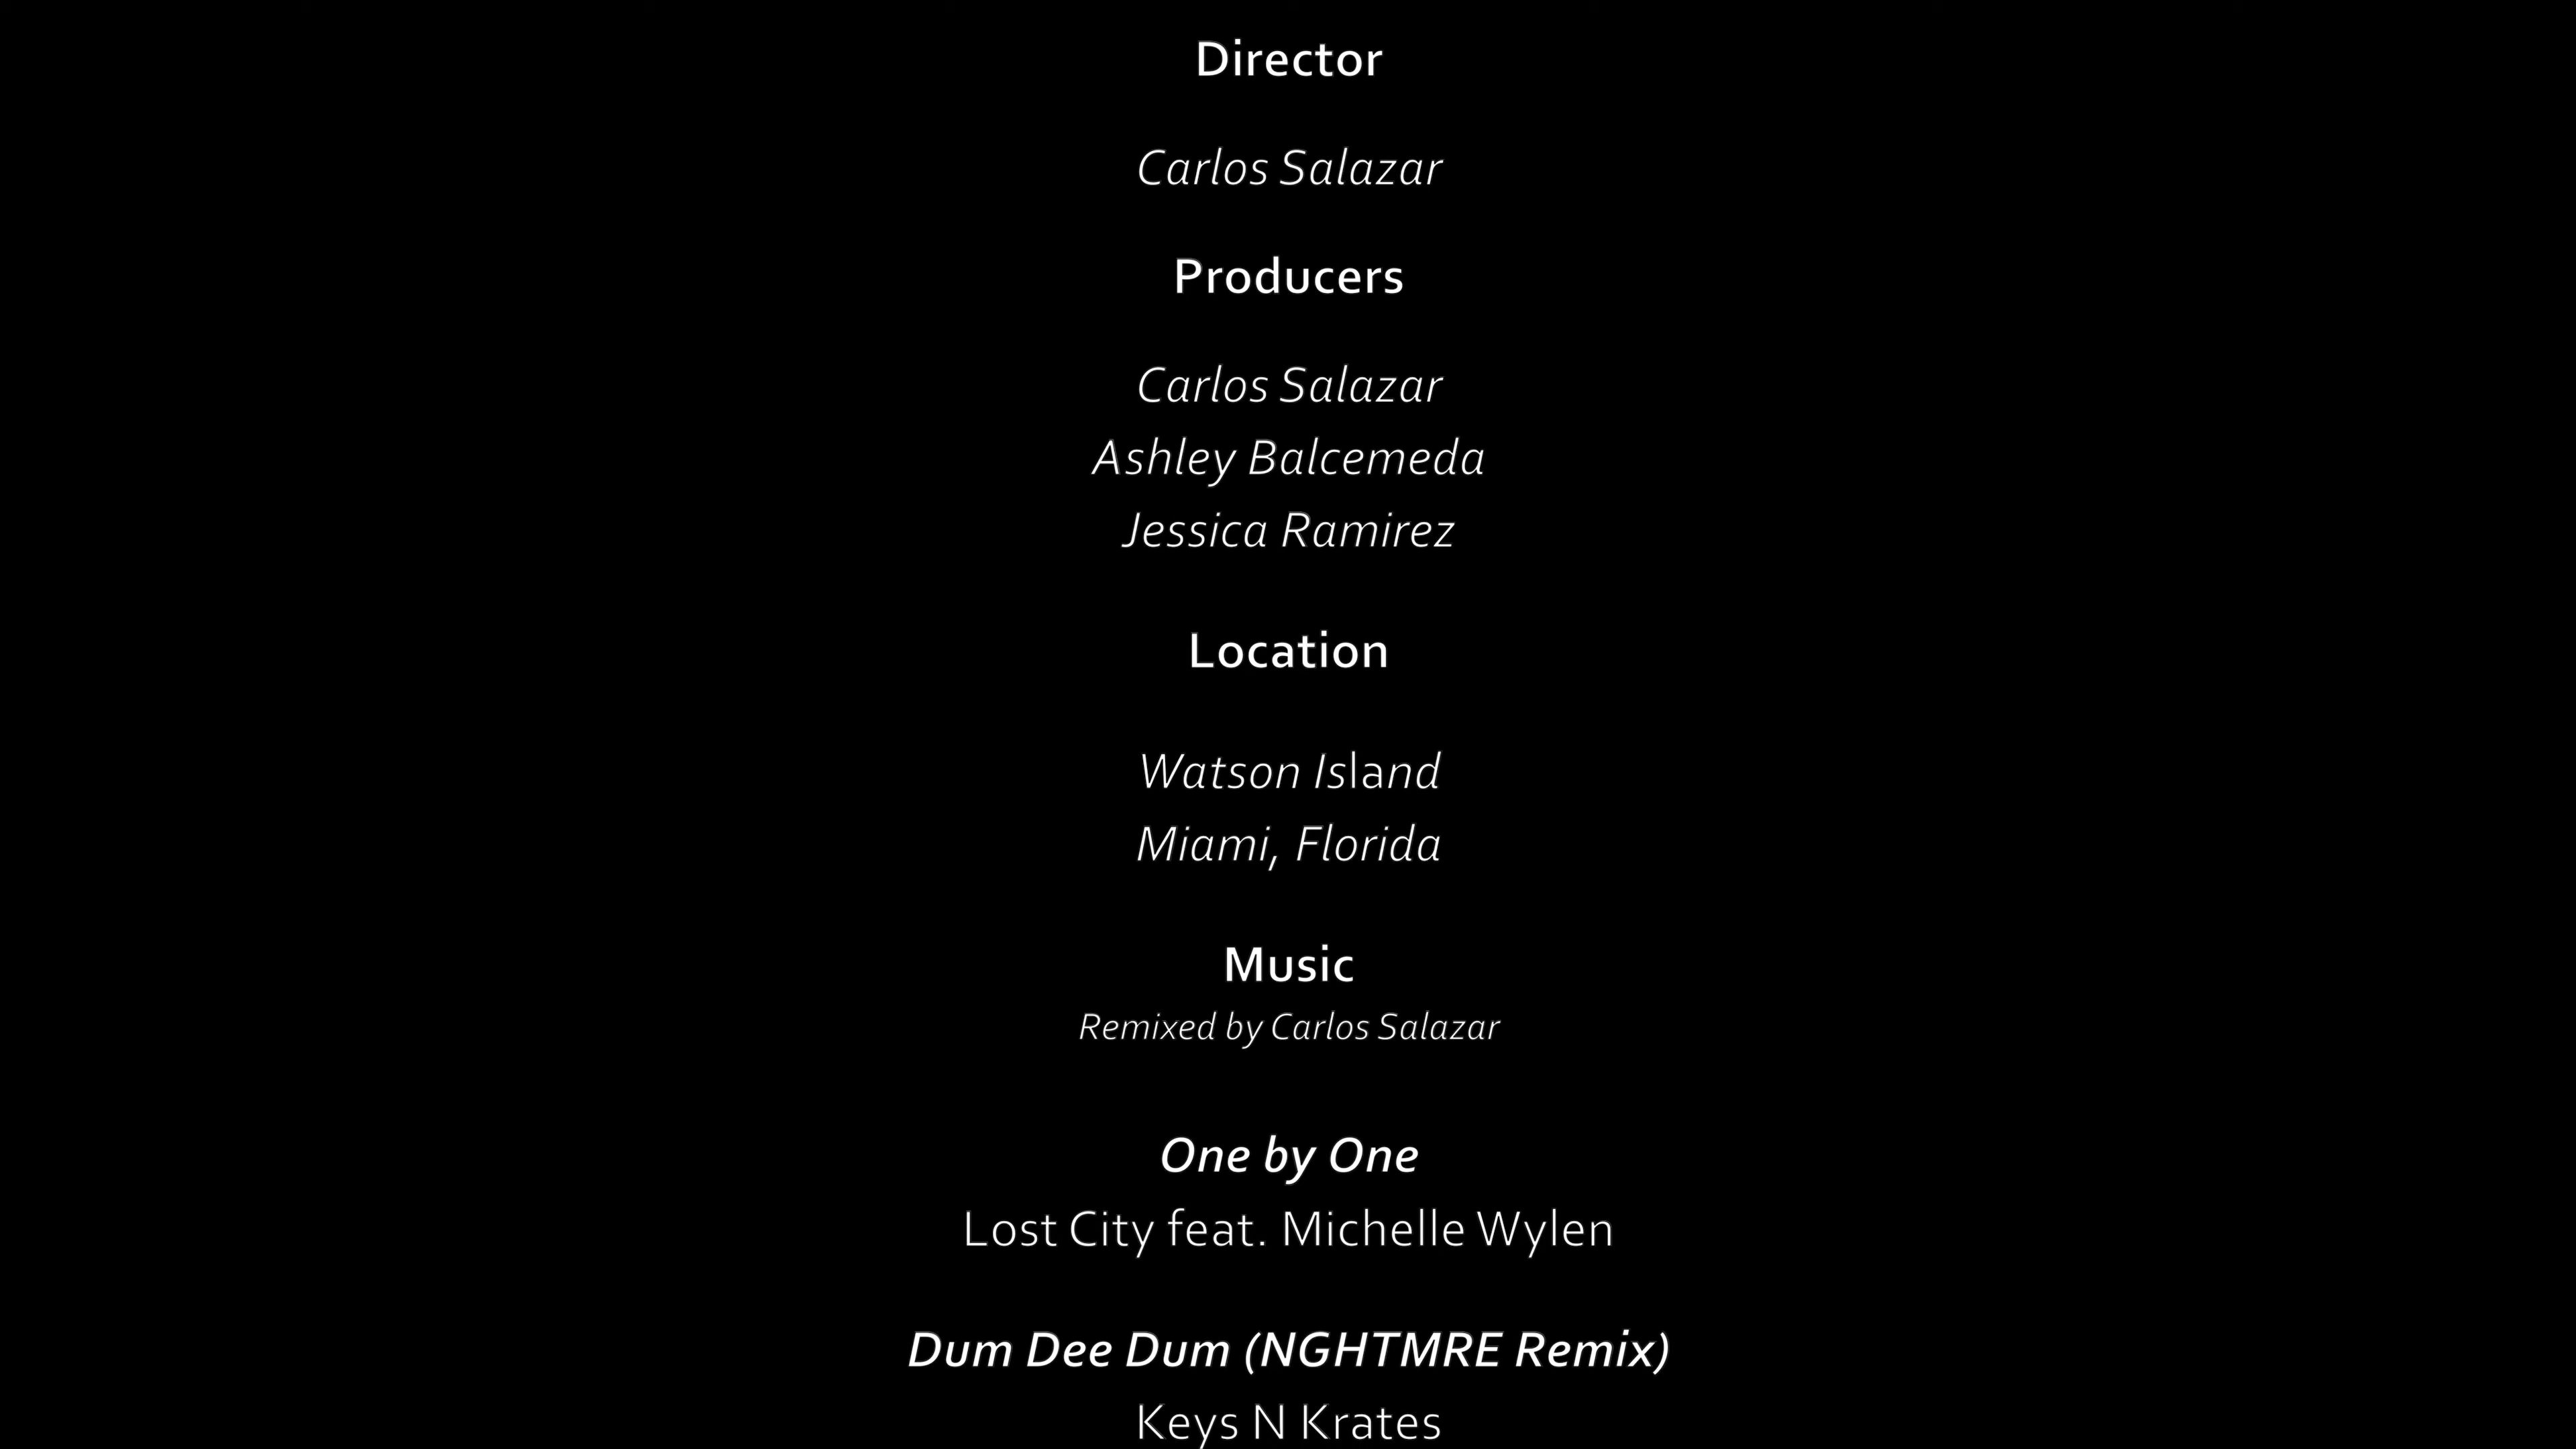 Director
Carlos Salazar
Producers
Carlos Salazar
Ashley Balcemeda
Jessica Ramirez
Location
Watson Island
Miami, Florida
Music
Remixed by Carlos Salazar
One by One
Lost City feat. Michelle Wylen
Dum Dee Dum (NGHTMRE Remix)
Keys N Krates